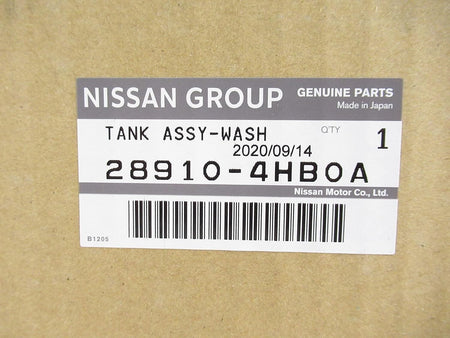 NISSAN GROUP GENUINE PARTS
Made in Japan
TANK ASSY-WASH Q'TY 1
2020/09/14
28910-4HB0A
Nissan Motor Co., Ltd.
B1205